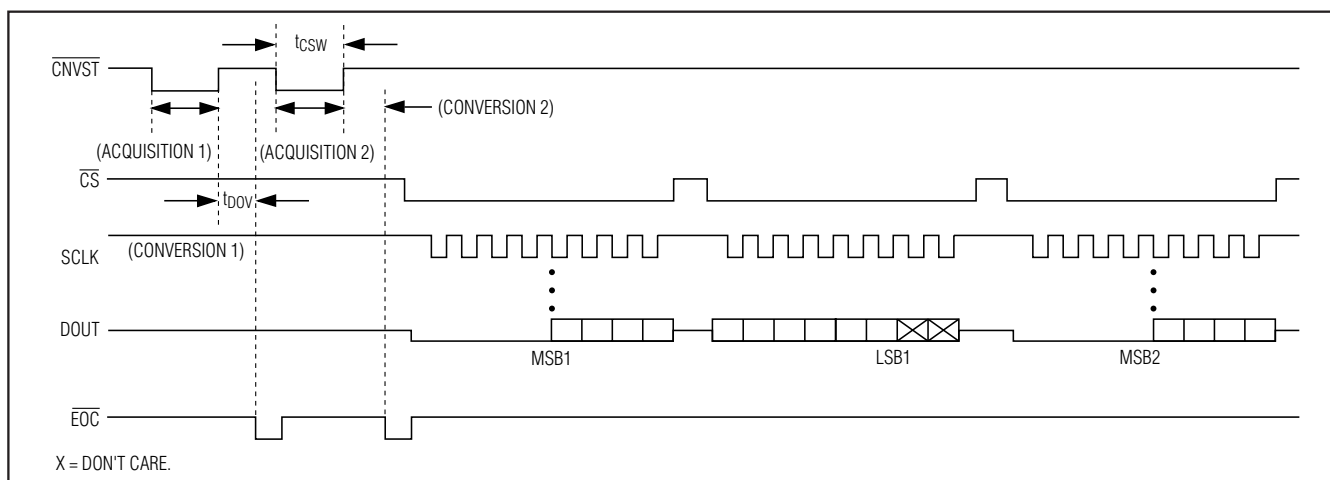 tCSW
CNVST
(CONVERSION 2)
(ACQUISITION 1)
(ACQUISITION 2)
CS
tDOV
(CONVERSION 1)
SCLK
DOUT
MSB1
LSB1
MSB2
EOC
X = DON'T CARE.